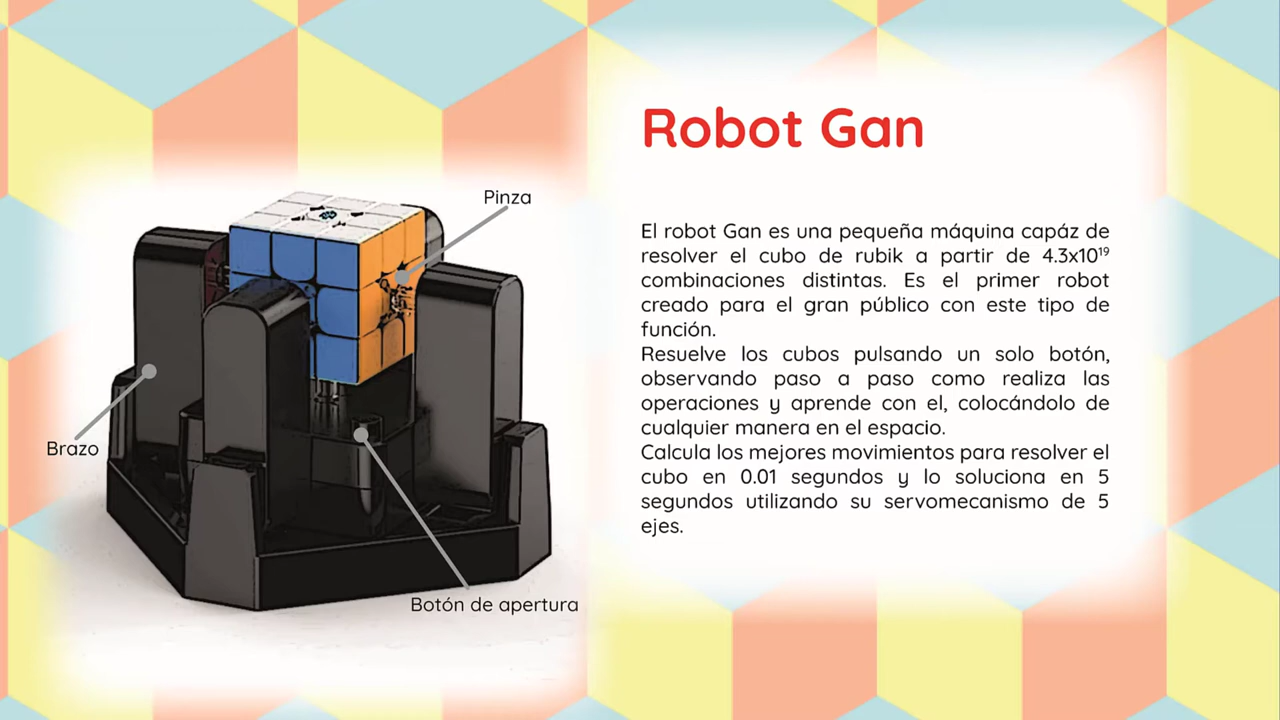 Robot Gan
Pinza
Brazo
Botón de apertura
El robot Gan es una pequeña máquina capáz de
resolver el cubo de rubik a partir de 4.3x10¹⁹
combinaciones distintas. Es el primer robot
creado para el gran público con este tipo de
función.
Resuelve los cubos pulsando un solo botón,
observando paso a paso como realiza las
operaciones y aprende con el, colocándolo de
cualquier manera en el espacio.
Calcula los mejores movimientos para resolver el
cubo en 0.01 segundos y lo soluciona en 5
segundos utilizando su servomecanismo de 5
ejes.